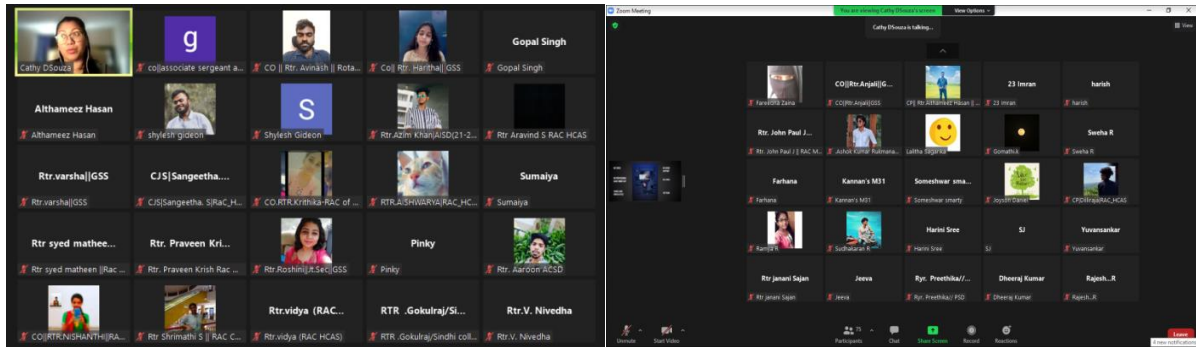 Cathy DSouza
g
co||associate sergeant a...
CO || Rtr. Avinash || Rota...
Co|| Rtr. Haritha|| GSS
Gopal Singh
Gopal Singh
Althameez Hasan
Althameez Hasan
shylesh gideon
S
Shylesh Gideon
Rtr.Azim Khan|AISD(21-2...
Rtr Aravind S RAC HCAS
Rtr.varsha||GSS
Rtr.varsha||GSS
CJS|Sangeetha....
CJS|Sangeetha. S|RAC_H...
CO.RTR.Krithika-RAC of ...
RTR.AISHWARYA|RAC_HC...
Sumaiya
Sumaiya
Rtr syed mathee...
Rtr syed matheen ||Rac ...
Rtr. Praveen Kri...
Rtr. Praveen Krish Rac ...
Rtr.Roshini|Jt.Sec|GSS
Pinky
Pinky
Rtr. Aaroon ACSD
CO||RTR.NISHANTHI||RA...
Rtr Shrimathi S || RAC C...
Rtr.vidya (RAC...
Rtr.vidya (RAC HCAS)
RTR .Gokulraj/Si...
RTR .Gokulraj/Sindhi coll...
Rtr.V. Nivedha
Rtr.V. Nivedha
Zoom Meeting
You are viewing Cathy DSouza's screen
View Options
Cathy DSouza is talking...
View
Fareedha Zaina
CO||Rtr.Anjali||G...
CO||Rtr.Anjali||GSS
CP|| Rtr.Althameez Hasan || ...
23 Imran
23 Imran
harish
harish
Rtr. John Paul J...
Rtr. John Paul J || RAC M...
Ashok Kumar Rukmana...
Lalitha Sagarika
Gomathi.k
Sweha R
Sweha R
Farhana
Farhana
Kannan's M31
Kannan's M31
Someshwar sma...
Someshwar smarty
Joyson Daniel
CP|Dhiraj|RAC_HCAS
Ramja R
Sudhakaran R
Harini Sree
Harini Sree
SJ
SJ
Yuvansankar
Yuvansankar
Rtr janani Sajan
Rtr janani Sajan
Jeeva
Jeeva
Ryr. Preethika//...
Ryr. Preethika// PSD
Dheeraj Kumar
Dheeraj Kumar
Rajesh...R
Rajesh...R
Unmute
Start Video
75
Participants
Chat
Share Screen
Record
Reactions
Leave
4 new notifications